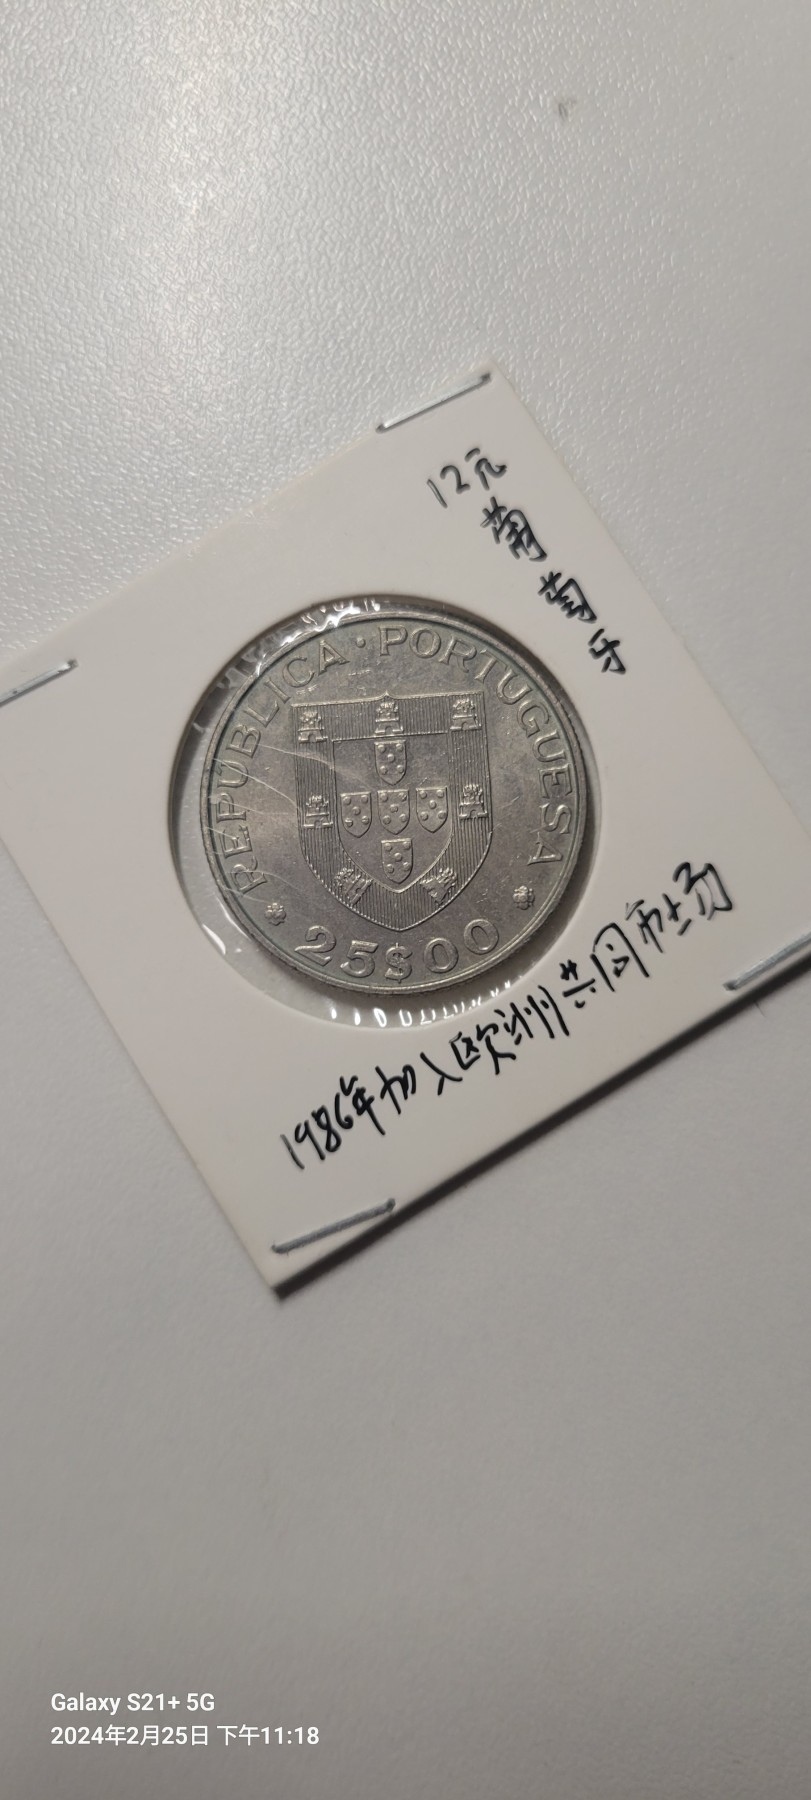 12元
葡萄牙
REPÚBLICA · PORTUGUESA
25$00
1986年加入欧洲共同市场
Galaxy S21+ 5G
2024年2月25日 下午11:18